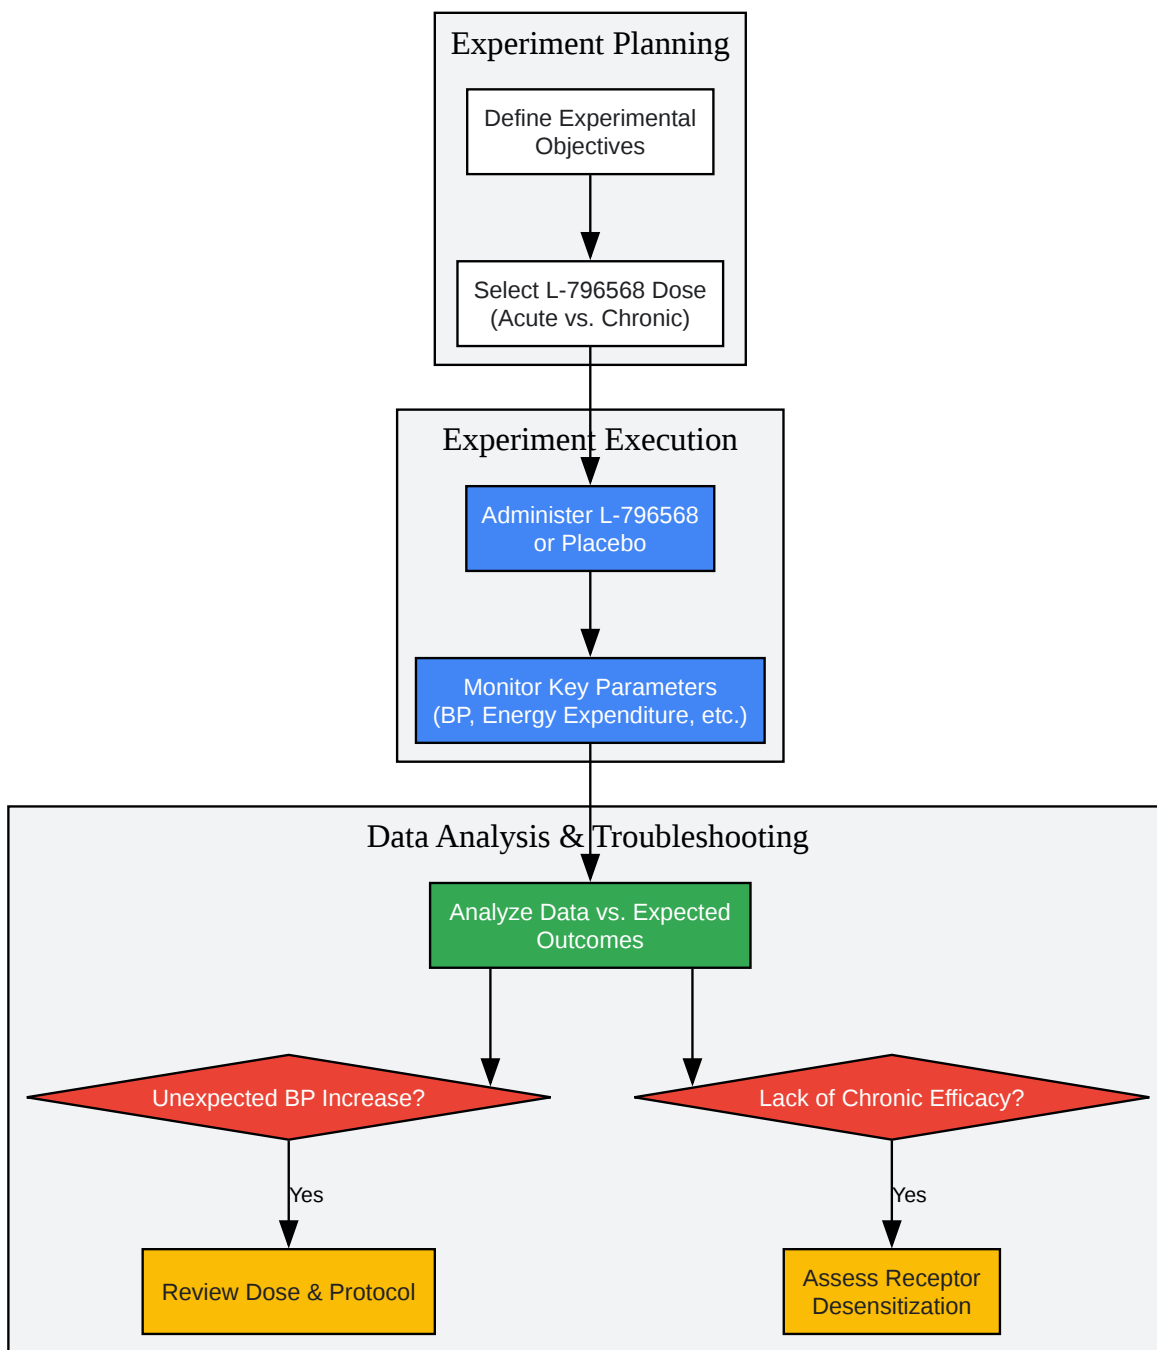 Experiment Planning
Define Experimental
Objectives
Select L-796568 Dose
(Acute vs. Chronic)
Experiment Execution
Administer L-796568
or Placebo
Monitor Key Parameters
(BP, Energy Expenditure, etc.)
Data Analysis & Troubleshooting
Analyze Data vs. Expected
Outcomes
Unexpected BP Increase?
Lack of Chronic Efficacy?
Yes
Yes
Review Dose & Protocol
Assess Receptor
Desensitization